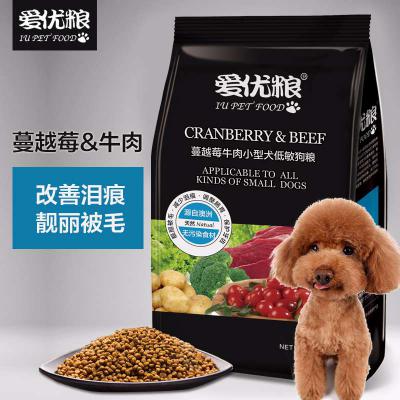 爱优粮
IU PET FOOD
蔓越莓&牛肉
改善泪痕
靓丽被毛
爱优粮®
IU PET FOOD
CRANBERRY & BEEF
蔓越莓牛肉小型犬低敏狗粮
APPLICABLE TO ALL
KINDS OF SMALL DOGS
源自澳洲
天然 Natural
无污染食材
NET